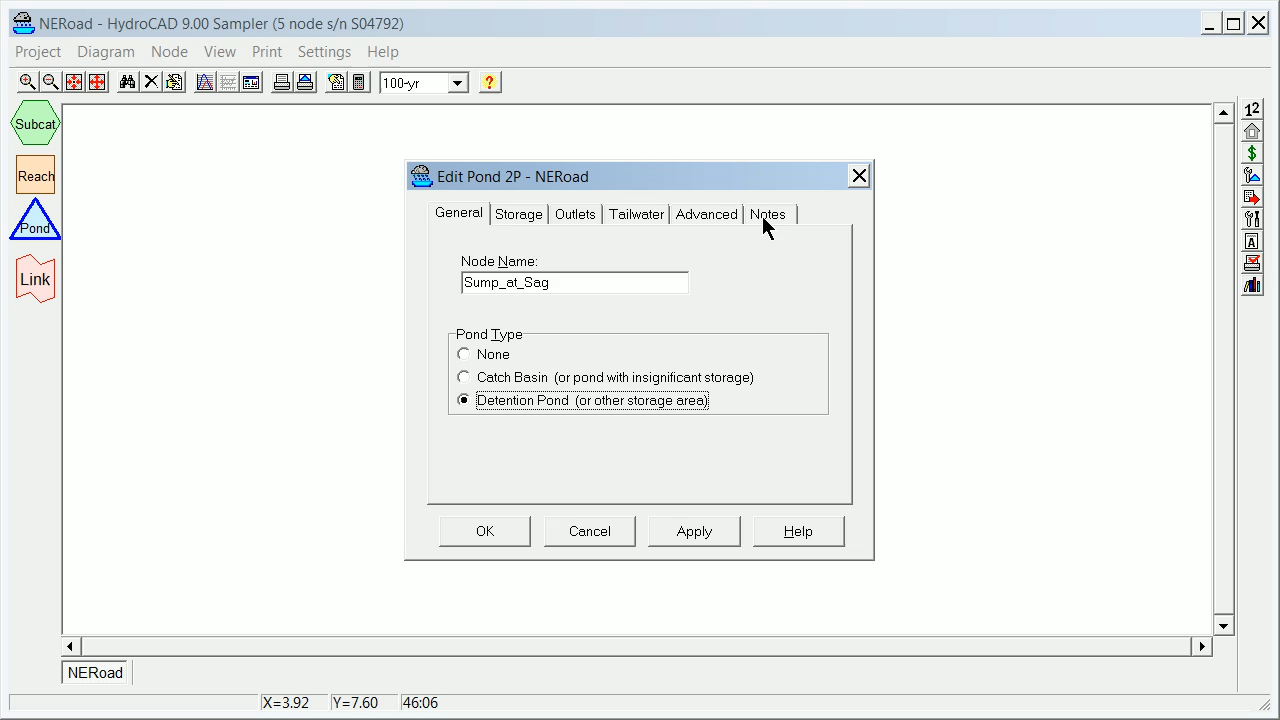 NERoad - HydroCAD 9.00 Sampler (5 node s/n S04792)
Project Diagram Node View Print Settings Help
100-yr
?
Subcat
Reach
Pond
Link
12
$
A
Edit Pond 2P - NERoad
General Storage Outlets Tailwater Advanced Notes
Node Name:
Sump_at_Sag
Pond Type
None
Catch Basin (or pond with insignificant storage)
Detention Pond (or other storage area)
OK Cancel Apply Help
NERoad
X=3.92 Y=7.60 46:06